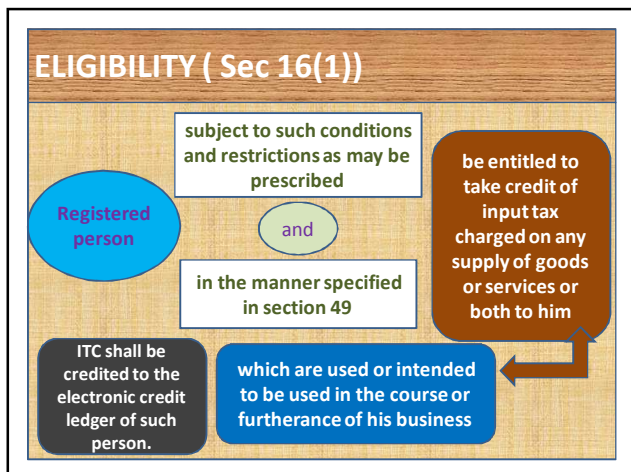 ELIGIBILITY ( Sec 16(1))
Registered
person
subject to such conditions
and restrictions as may be
prescribed
and
in the manner specified
in section 49
be entitled to
take credit of
input tax
charged on any
supply of goods
or services or
both to him
which are used or intended
to be used in the course or
furtherance of his business
ITC shall be
credited to the
electronic credit
ledger of such
person.